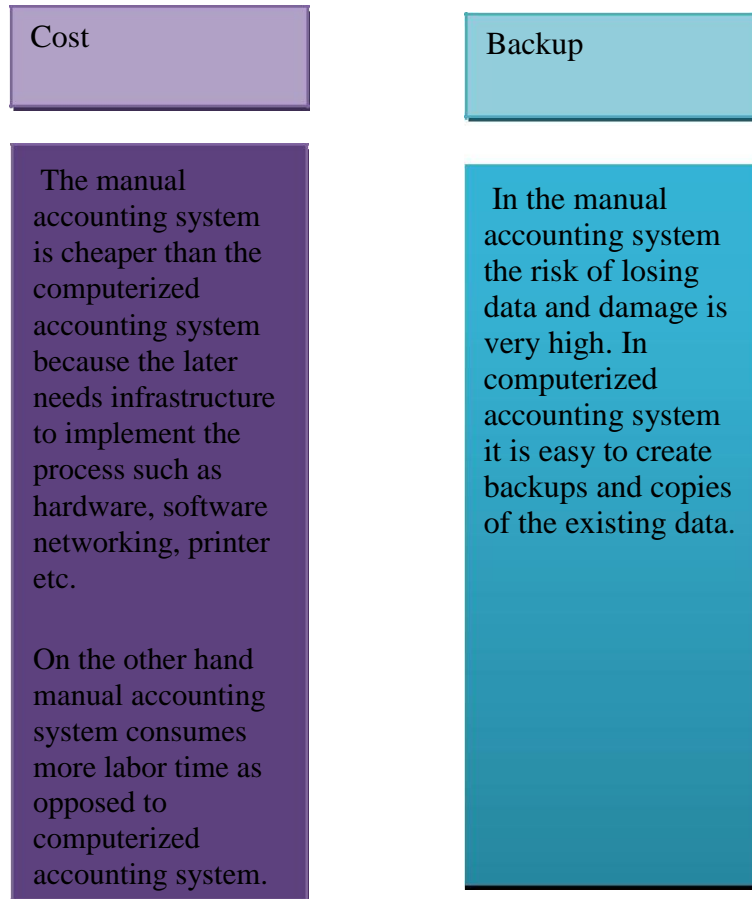 Cost
The manual
accounting system
is cheaper than the
computerized
accounting system
because the later
needs infrastructure
to implement the
process such as
hardware, software
networking, printer
etc.
On the other hand
manual accounting
system consumes
more labor time as
opposed to
computerized
accounting system.
Backup
In the manual
accounting system
the risk of losing
data and damage is
very high. In
computerized
accounting system
it is easy to create
backups and copies
of the existing data.